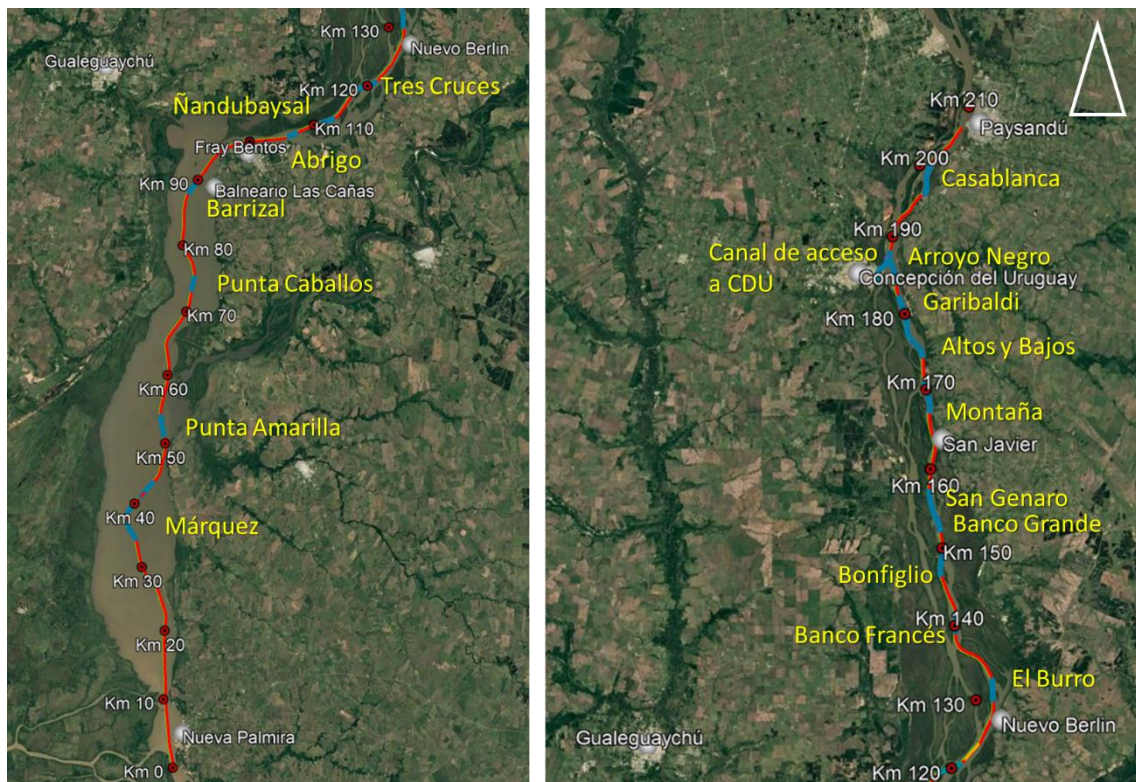 Km 130
Nuevo Berlin
Gualeguaychú
Km 120
Tres Cruces
Ñandubaysal
Km 110
Fray Bentos
Abrigo
Km 90
Balneario Las Cañas
Barrizal
Km 80
Punta Caballos
Km 70
Km 60
Punta Amarilla
Km 50
Km 40
Márquez
Km 30
Km 20
Km 10
Nueva Palmira
Km 0
Km 210
Paysandú
Km 200
Casablanca
Km 190
Canal de acceso
a CDU
Arroyo Negro
Concepción del Uruguay
Garibaldi
Km 180
Altos y Bajos
Km 170
Montaña
San Javier
Km 160
San Genaro
Banco Grande
Km 150
Bonfiglio
Km 140
Banco Francés
El Burro
Km 130
Nuevo Berlin
Gualeguaychú
Km 120